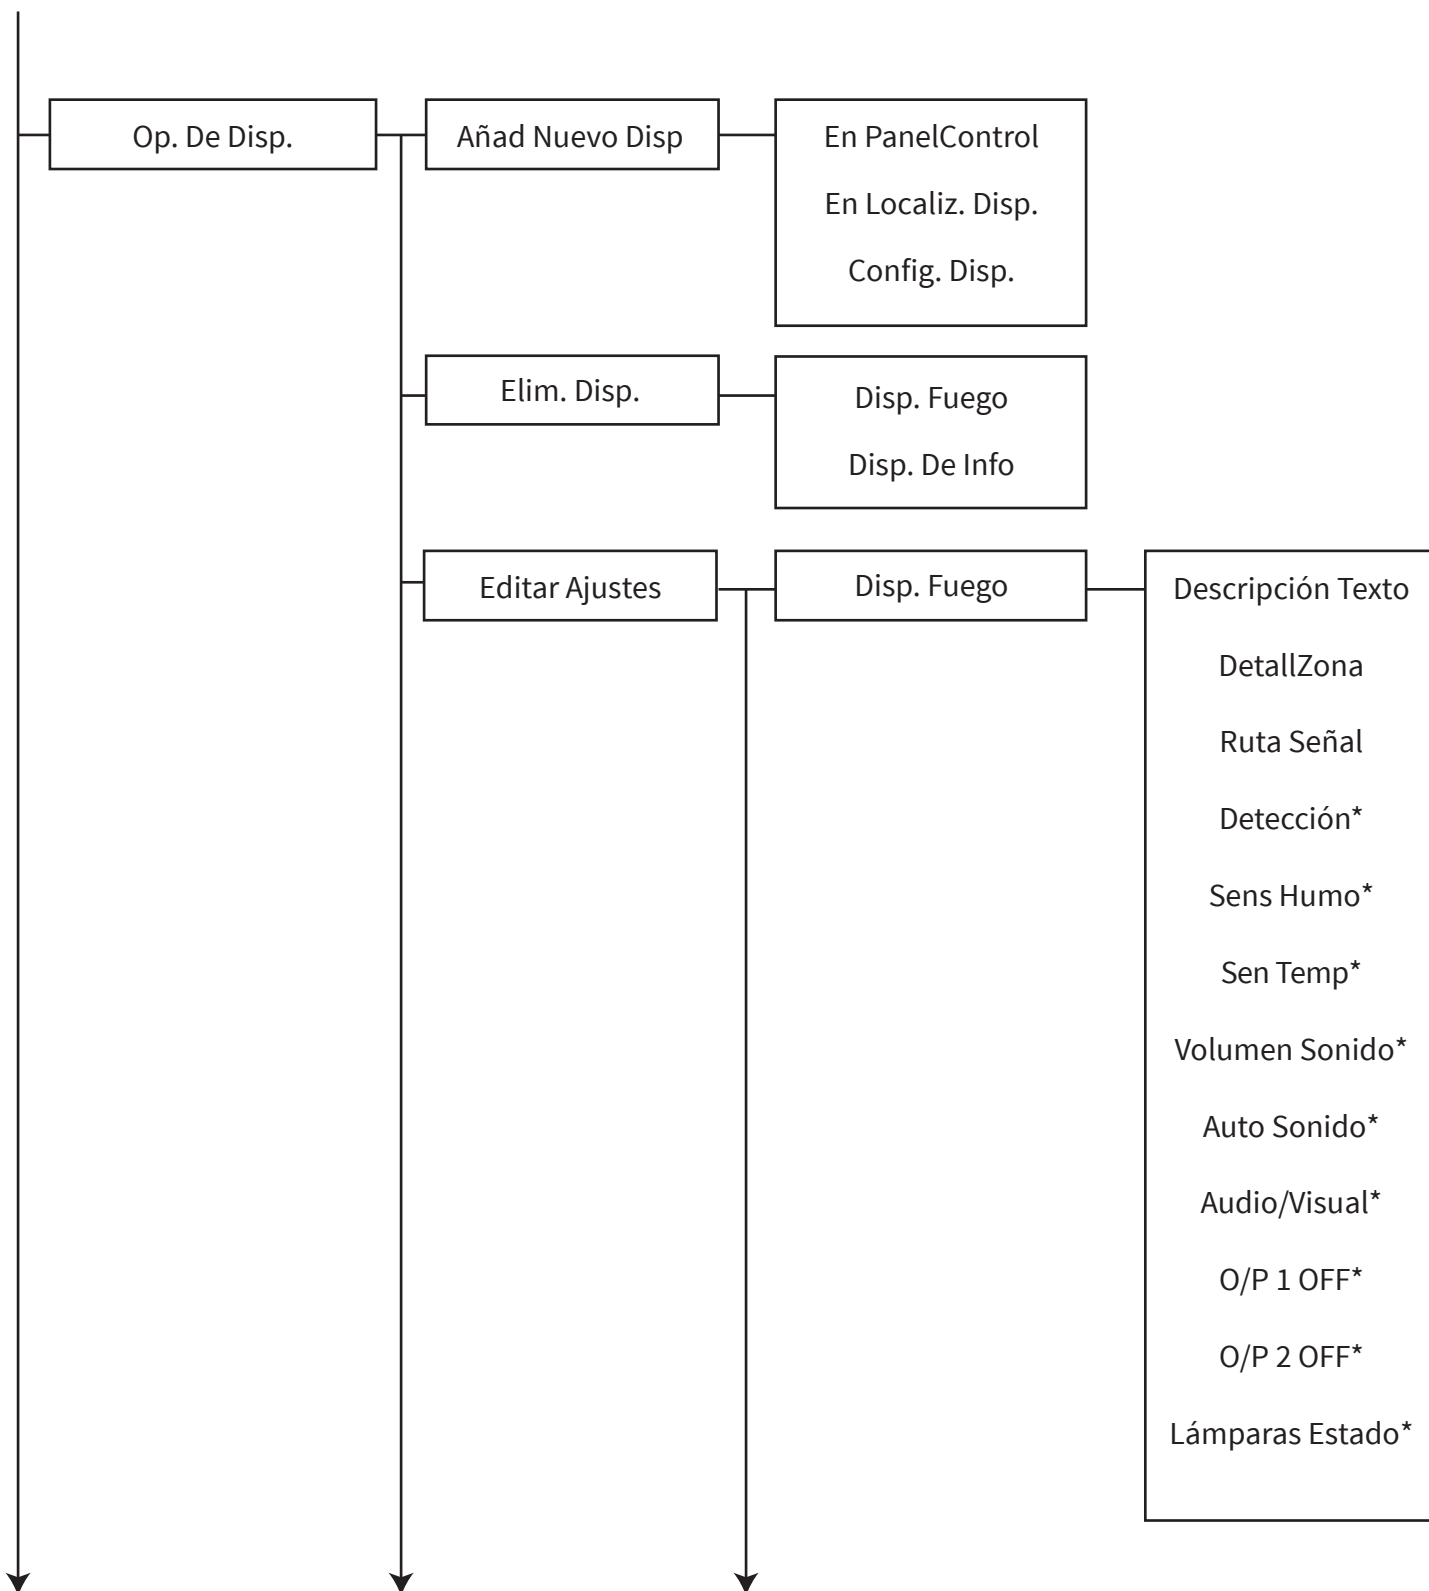 Op. De Disp.
Añad Nuevo Disp
En PanelControl
En Localiz. Disp.
Config. Disp.
Elim. Disp.
Disp. Fuego
Disp. De Info
Editar Ajustes
Disp. Fuego
Descripción Texto
DetallZona
Ruta Señal
Detección*
Sens Humo*
Sen Temp*
Volumen Sonido*
Auto Sonido*
Audio/Visual*
O/P 1 OFF*
O/P 2 OFF*
Lámparas Estado*